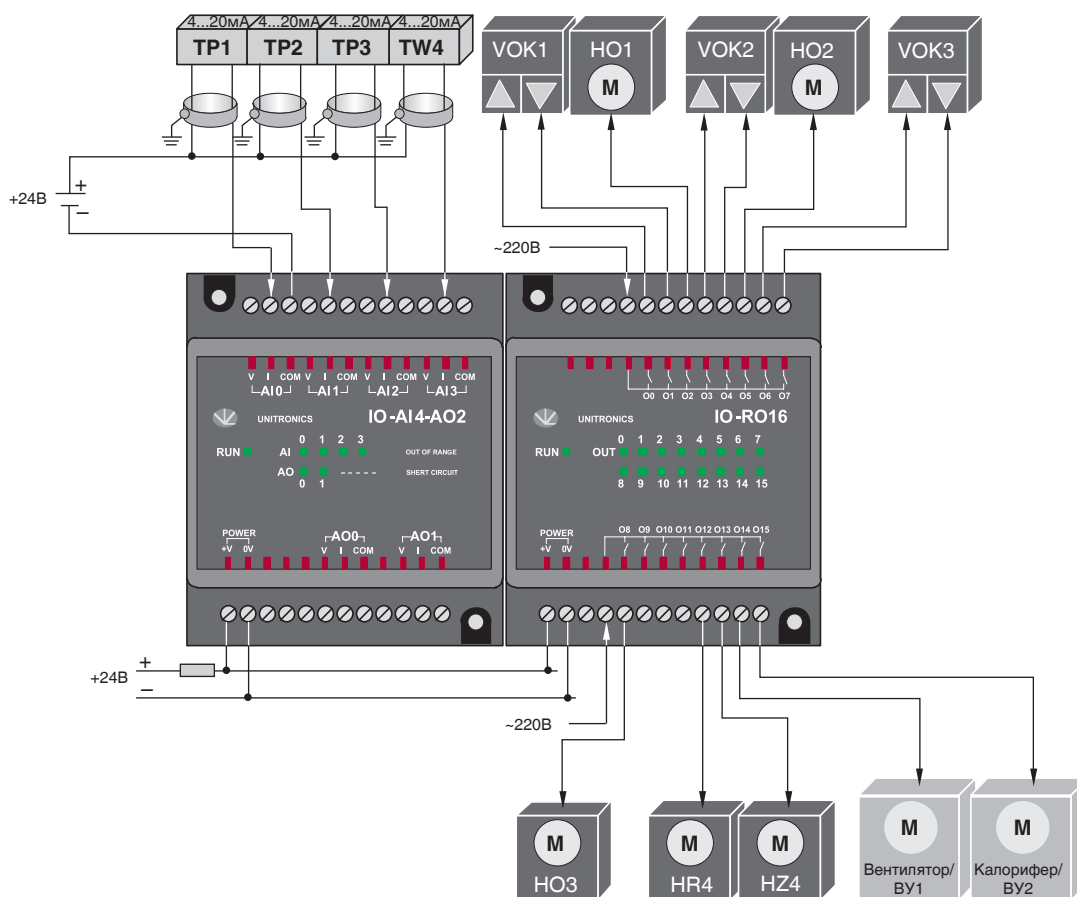 4...20мА 4...20мА 4...20мА 4...20мА
TP1 TP2 TP3 TW4
VOK1 HO1 VOK2 HO2 VOK3
M M
+24В
+
−
~220В
V I COM V I COM V I COM V I COM
AI0 AI1 AI2 AI3
UNITRONICS IO-AI4-AO2
0 1 2 3
RUN AI OUT OF RANGE
AO ----- SHERT CIRCUIT
0 1
POWER
+V 0V
AO0 AO1
V I COM V I COM
O0 O1 O2 O3 O4 O5 O6 O7
UNITRONICS IO-RO16
0 1 2 3 4 5 6 7
RUN OUT
8 9 10 11 12 13 14 15
POWER
+V 0V
O8 O9 O10 O11 O12 O13 O14 O15
+
+24В
−
~220В
M M M M M
HO3 HR4 HZ4
Вентилятор/
ВУ1
Калорифер/
ВУ2